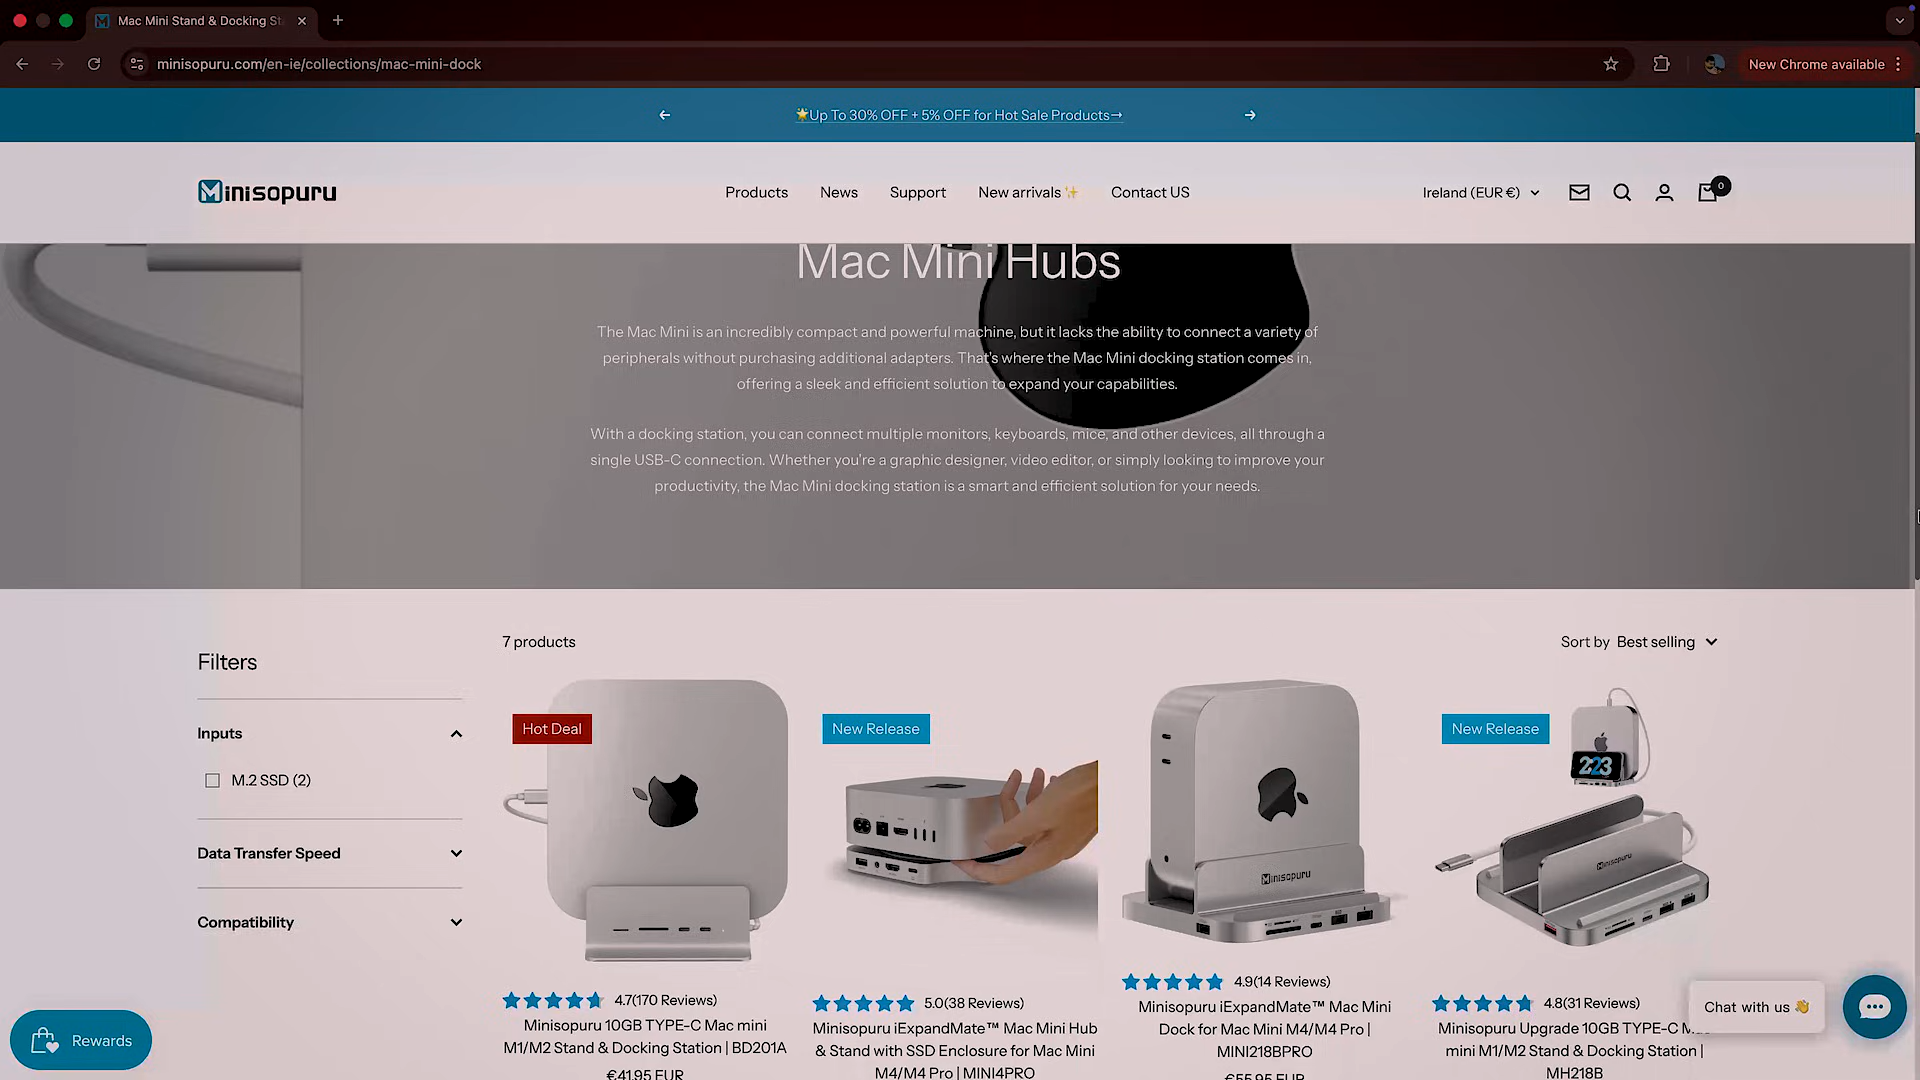 Mac Mini Stand & Docking St
minisopuru.com/en-ie/collections/mac-mini-dock
New Chrome available
🌟Up To 30% OFF + 5% OFF for Hot Sale Products→
Minisopuru
Products
News
Support
New arrivals ✨
Contact US
Ireland (EUR €)
0
Mac Mini Hubs
The Mac Mini is an incredibly compact and powerful machine, but it lacks the ability to connect a variety of
peripherals without purchasing additional adapters. That's where the Mac Mini docking station comes in,
offering a sleek and efficient solution to expand your capabilities.
With a docking station, you can connect multiple monitors, keyboards, mice, and other devices, all through a
single USB-C connection. Whether you're a graphic designer, video editor, or simply looking to improve your
productivity, the Mac Mini docking station is a smart and efficient solution for your needs.
Filters
Inputs
M.2 SSD (2)
Data Transfer Speed
Compatibility
7 products
Sort by Best selling
Hot Deal
4.7(170 Reviews)
Minisopuru 10GB TYPE-C Mac mini
M1/M2 Stand & Docking Station | BD201A
€41,95 EUR
New Release
5.0(38 Reviews)
Minisopuru iExpandMate™ Mac Mini Hub
& Stand with SSD Enclosure for Mac Mini
M4/M4 Pro | MINI4PRO
Minisopuru
4.9(14 Reviews)
Minisopuru iExpandMate™ Mac Mini
Dock for Mac Mini M4/M4 Pro |
MINI218BPRO
€55,95 EUR
New Release
2:23
Minisopuru
4.8(31 Reviews)
Minisopuru Upgrade 10GB TYPE-C M
mini M1/M2 Stand & Docking Station |
MH218B
Chat with us 👋
Rewards